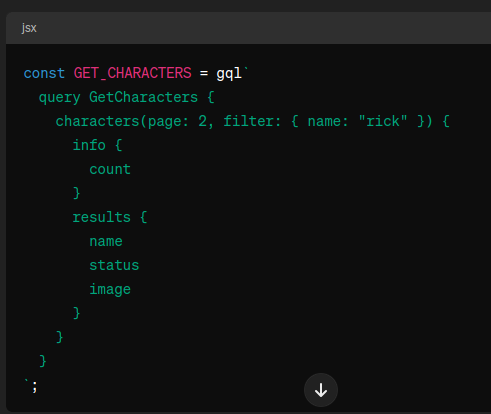 jsx
const GET_CHARACTERS = gql`
  query GetCharacters {
    characters(page: 2, filter: { name: "rick" }) {
      info {
        count
      }
      results {
        name
        status
        image
      }
    }
  }
`;